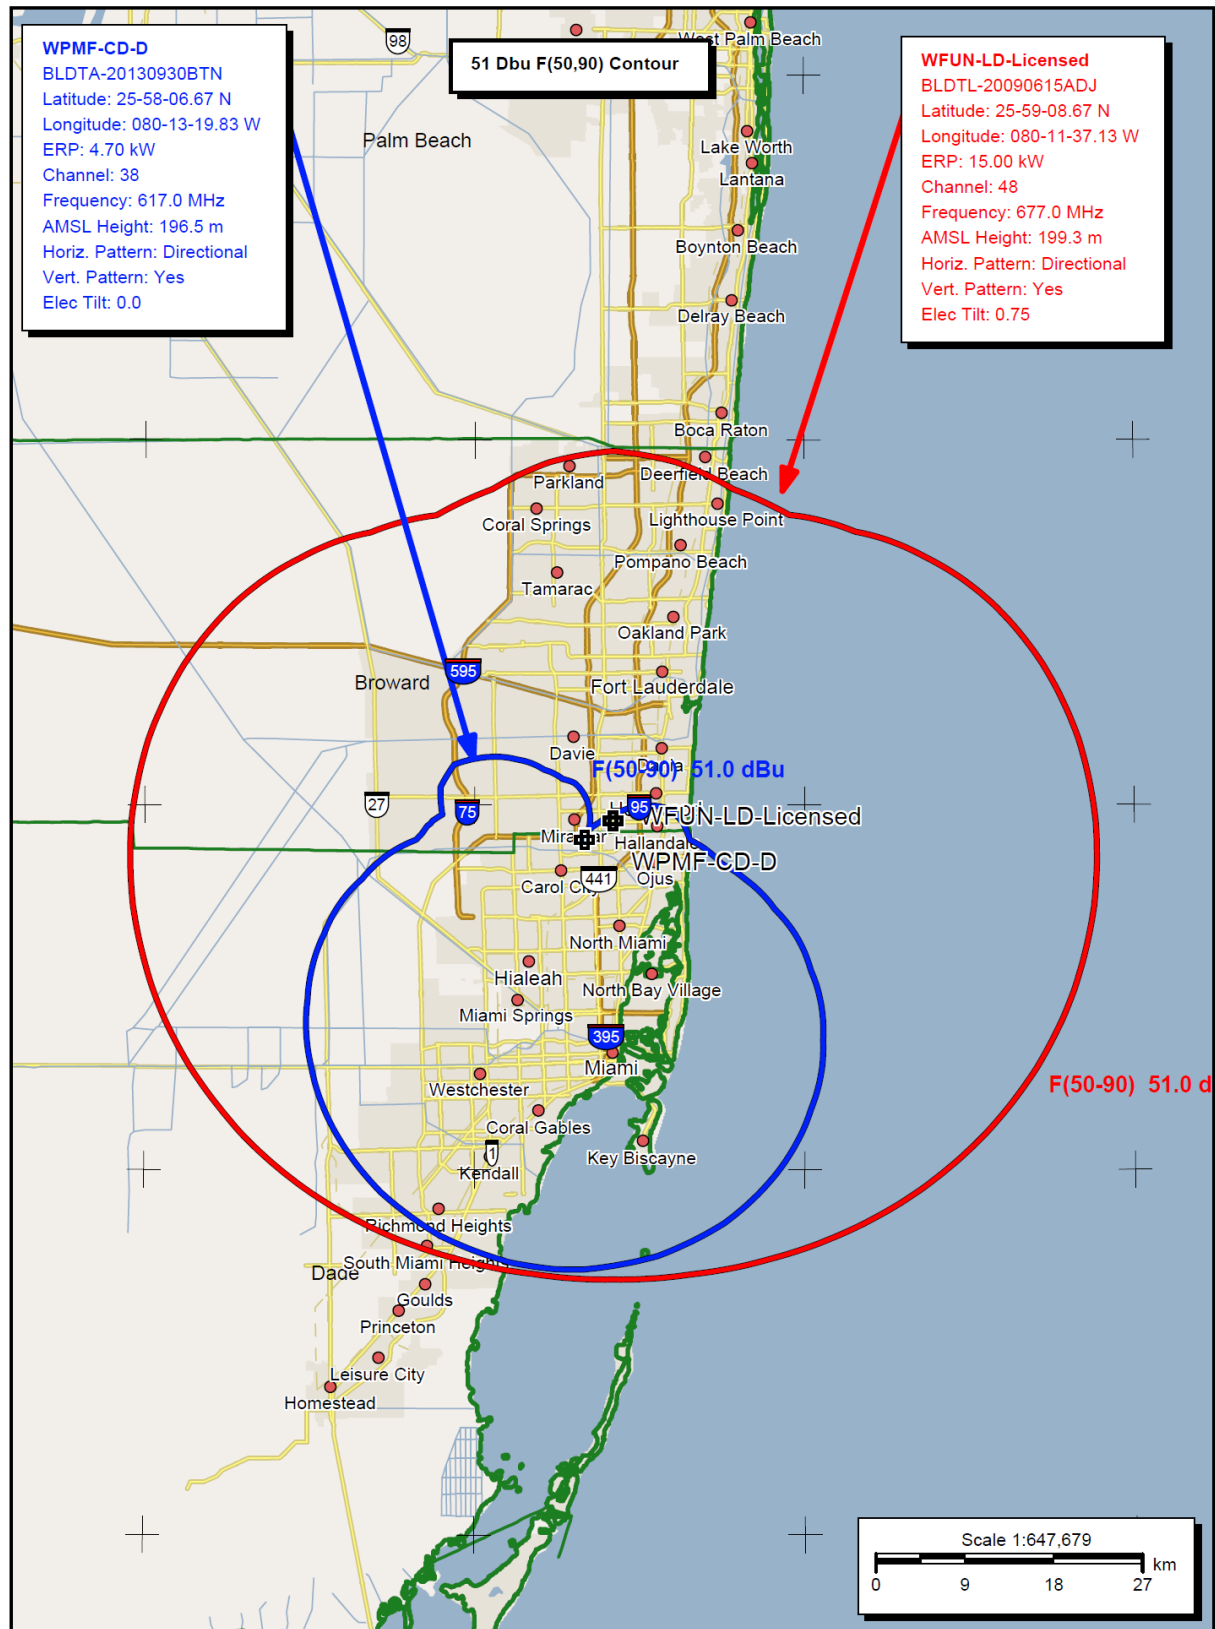 WPMF-CD-D
BLDTA-20130930BTN
Latitude: 25-58-06.67 N
Longitude: 080-13-19.83 W
ERP: 4.70 kW
Channel: 38
Frequency: 617.0 MHz
AMSL Height: 196.5 m
Horiz. Pattern: Directional
Vert. Pattern: Yes
Elec Tilt: 0.0
98
51 Dbu F(50,90) Contour
WFUN-LD-Licensed
BLDTL-20090615ADJ
Latitude: 25-59-08.67 N
Longitude: 080-11-37.13 W
ERP: 15.00 kW
Channel: 48
Frequency: 677.0 MHz
AMSL Height: 199.3 m
Horiz. Pattern: Directional
Vert. Pattern: Yes
Elec Tilt: 0.75
West Palm Beach
Palm Beach
Lake Worth
Lantana
Boynton Beach
Delray Beach
Boca Raton
Deerfield Beach
Parkland
Coral Springs
Lighthouse Point
Pompano Beach
Tamarac
Oakland Park
595
Broward
Fort Lauderdale
Davie
Dania
F(50-90) 51.0 dBu
27
75
95
WFUN-LD-Licensed
Miramar
Hallandale
WPMF-CD-D
441
Carol City
Ojus
North Miami
Hialeah
North Bay Village
Miami Springs
395
Miami
Westchester
F(50-90) 51.0 d
Coral Gables
1
Key Biscayne
Kendall
Richmond Heights
South Miami Heights
Dade
Goulds
Princeton
Leisure City
Homestead
Scale 1:647,679
km
0 9 18 27